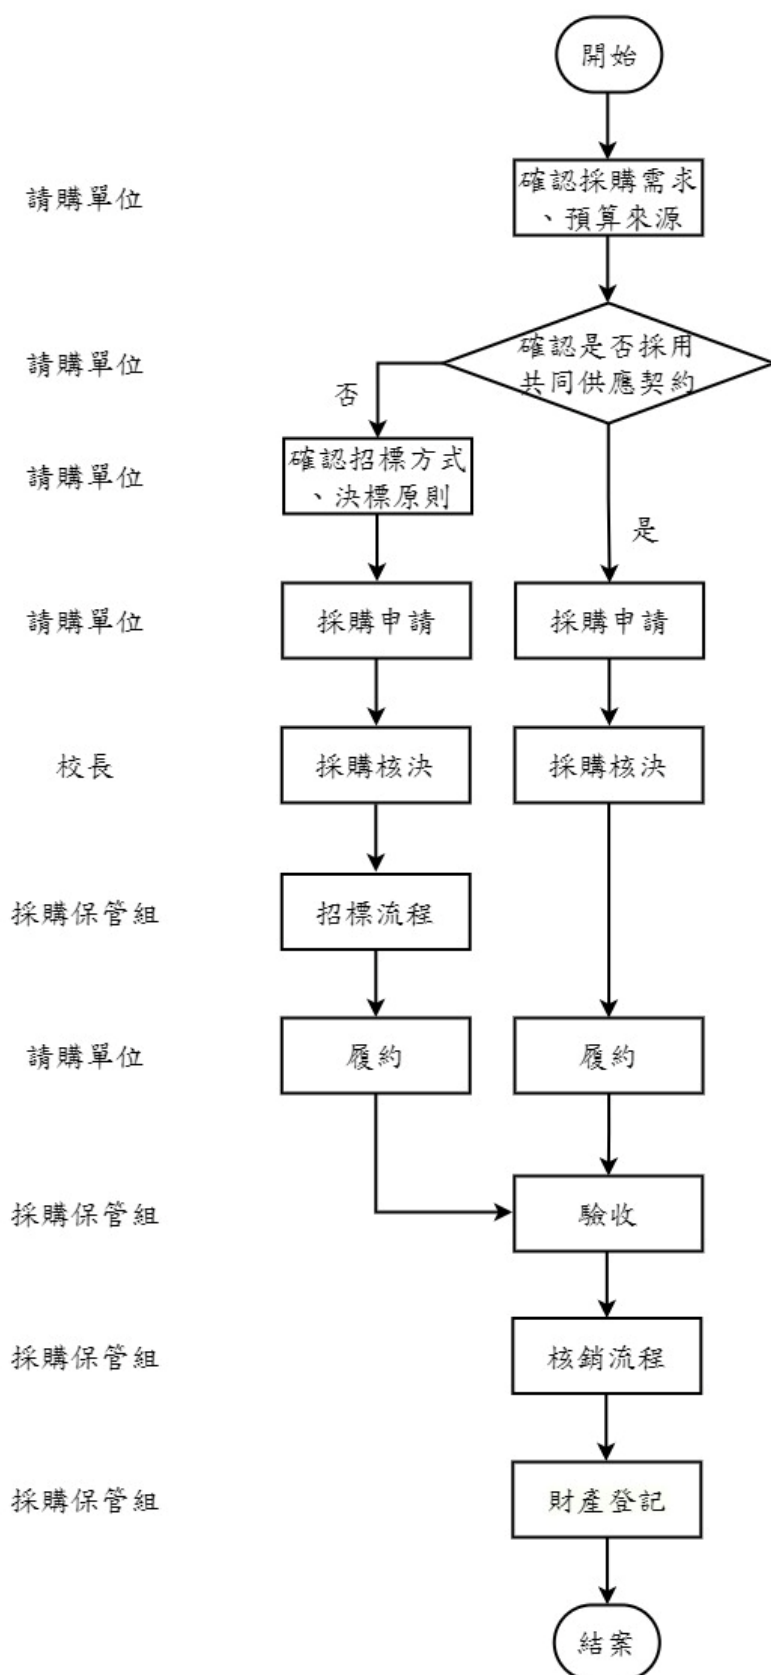 開始
請購單位
確認採購需求
、預算來源
請購單位
確認是否採用
共同供應契約
否
請購單位
確認招標方式
、決標原則
是
請購單位
採購申請
採購申請
校長
採購核決
採購核決
採購保管組
招標流程
請購單位
履約
履約
採購保管組
驗收
採購保管組
核銷流程
採購保管組
財產登記
結案